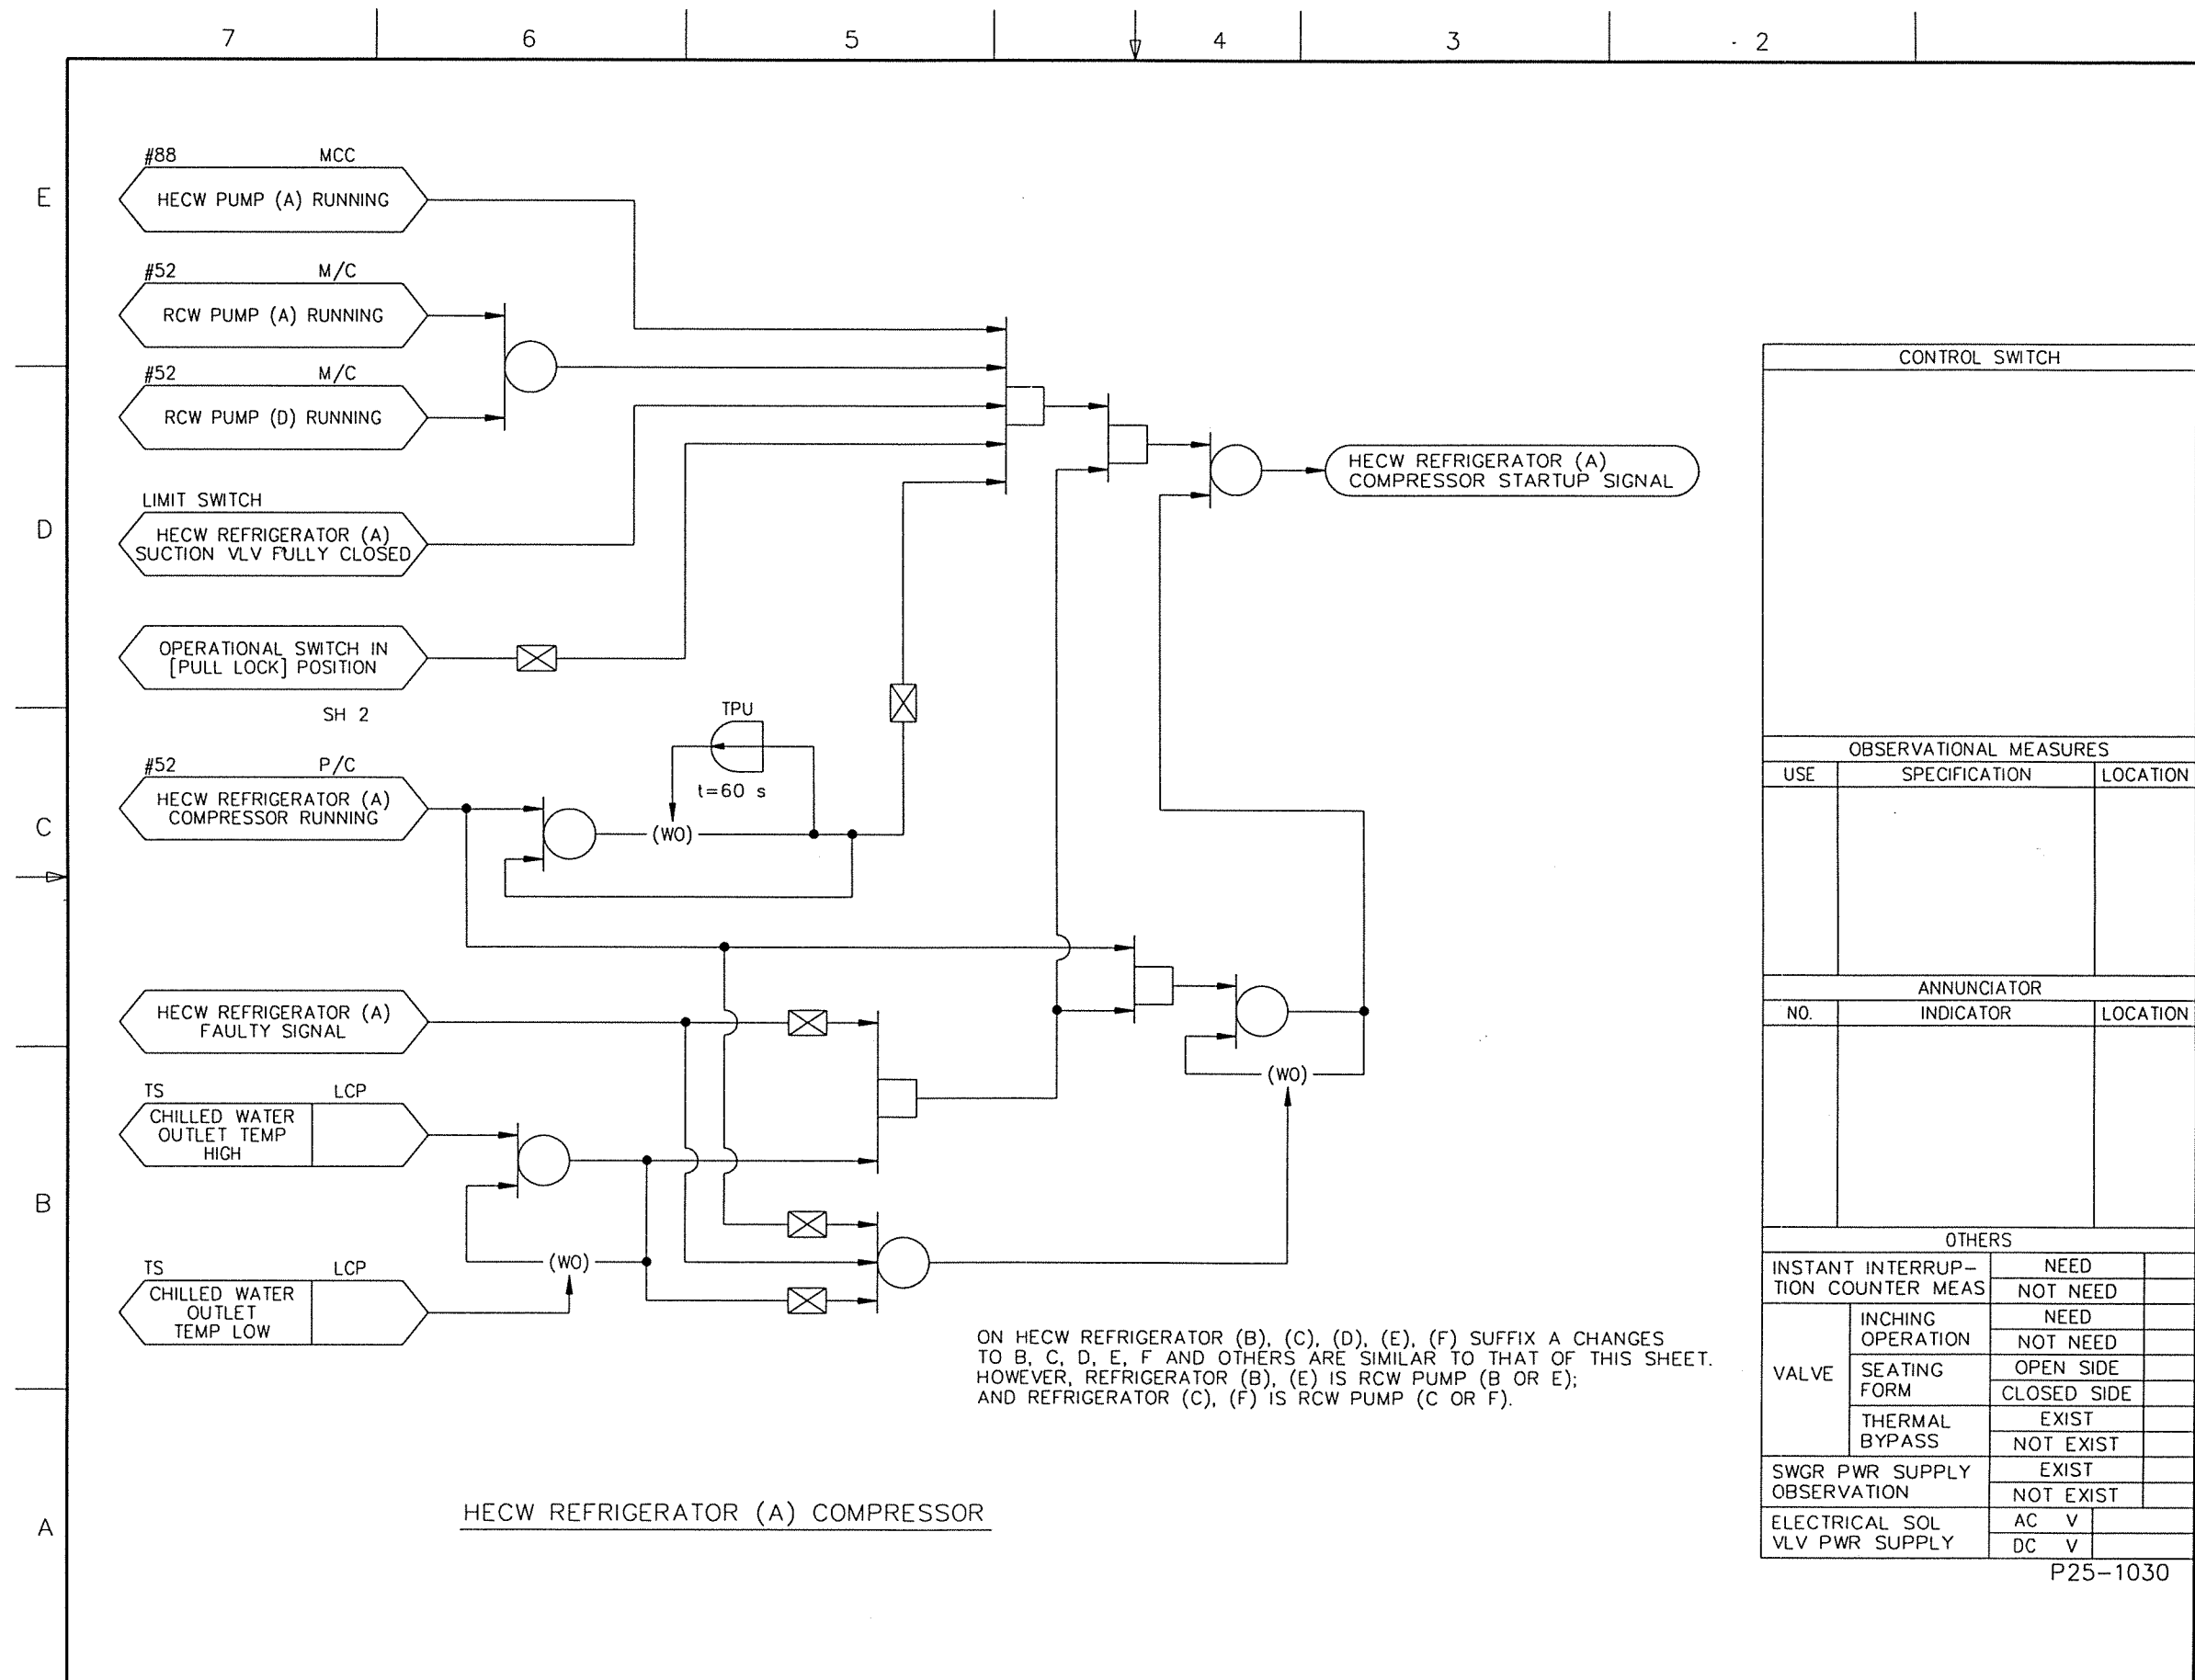 7 6 5 4 3 2
E
D
C
B
A
#88 MCC
HECW PUMP (A) RUNNING
#52 M/C
RCW PUMP (A) RUNNING
#52 M/C
RCW PUMP (D) RUNNING
LIMIT SWITCH
HECW REFRIGERATOR (A)
SUCTION VLV FULLY CLOSED
OPERATIONAL SWITCH IN
[PULL LOCK] POSITION
SH 2
#52 P/C
HECW REFRIGERATOR (A)
COMPRESSOR RUNNING
TPU
t=60 s
(WO)
HECW REFRIGERATOR (A)
COMPRESSOR STARTUP SIGNAL
HECW REFRIGERATOR (A)
FAULTY SIGNAL
(WO)
TS LCP
CHILLED WATER
OUTLET TEMP
HIGH
(WO)
TS LCP
CHILLED WATER
OUTLET
TEMP LOW
ON HECW REFRIGERATOR (B), (C), (D), (E), (F) SUFFIX A CHANGES
TO B, C, D, E, F AND OTHERS ARE SIMILAR TO THAT OF THIS SHEET.
HOWEVER, REFRIGERATOR (B), (E) IS RCW PUMP (B OR E);
AND REFRIGERATOR (C), (F) IS RCW PUMP (C OR F).
HECW REFRIGERATOR (A) COMPRESSOR
CONTROL SWITCH
OBSERVATIONAL MEASURES
USE SPECIFICATION LOCATION
ANNUNCIATOR
NO. INDICATOR LOCATION
OTHERS
INSTANT INTERRUP-
TION COUNTER MEAS
NEED
NOT NEED
VALVE
INCHING
OPERATION
NEED
NOT NEED
SEATING
FORM
OPEN SIDE
CLOSED SIDE
THERMAL
BYPASS
EXIST
NOT EXIST
SWGR PWR SUPPLY
OBSERVATION
EXIST
NOT EXIST
ELECTRICAL SOL
VLV PWR SUPPLY
AC V
DC V
P25-1030